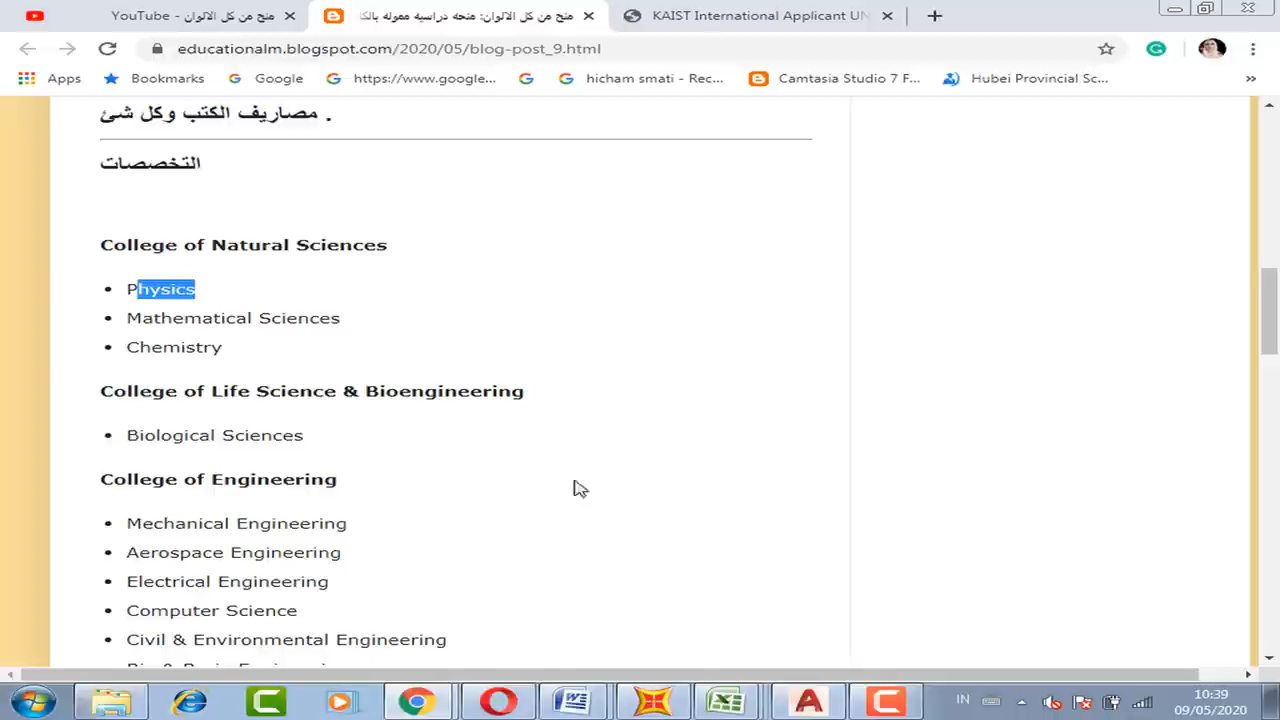 منح من كل الالوان - YouTube
منح من كل الالوان: منحه دراسيه ممولة بالكا
KAIST International Applicant UN
educationalm.blogspot.com/2020/05/blog-post_9.html
Apps
Bookmarks
Google
https://www.google...
hicham smati - Rec...
Camtasia Studio 7 F...
Hubei Provincial Sc...
»
مصاريف الكتب وكل شئ .
التخصصات
College of Natural Sciences
• Physics
• Mathematical Sciences
• Chemistry
College of Life Science & Bioengineering
• Biological Sciences
College of Engineering
• Mechanical Engineering
• Aerospace Engineering
• Electrical Engineering
• Computer Science
• Civil & Environmental Engineering
IN
10:39
09/05/2020